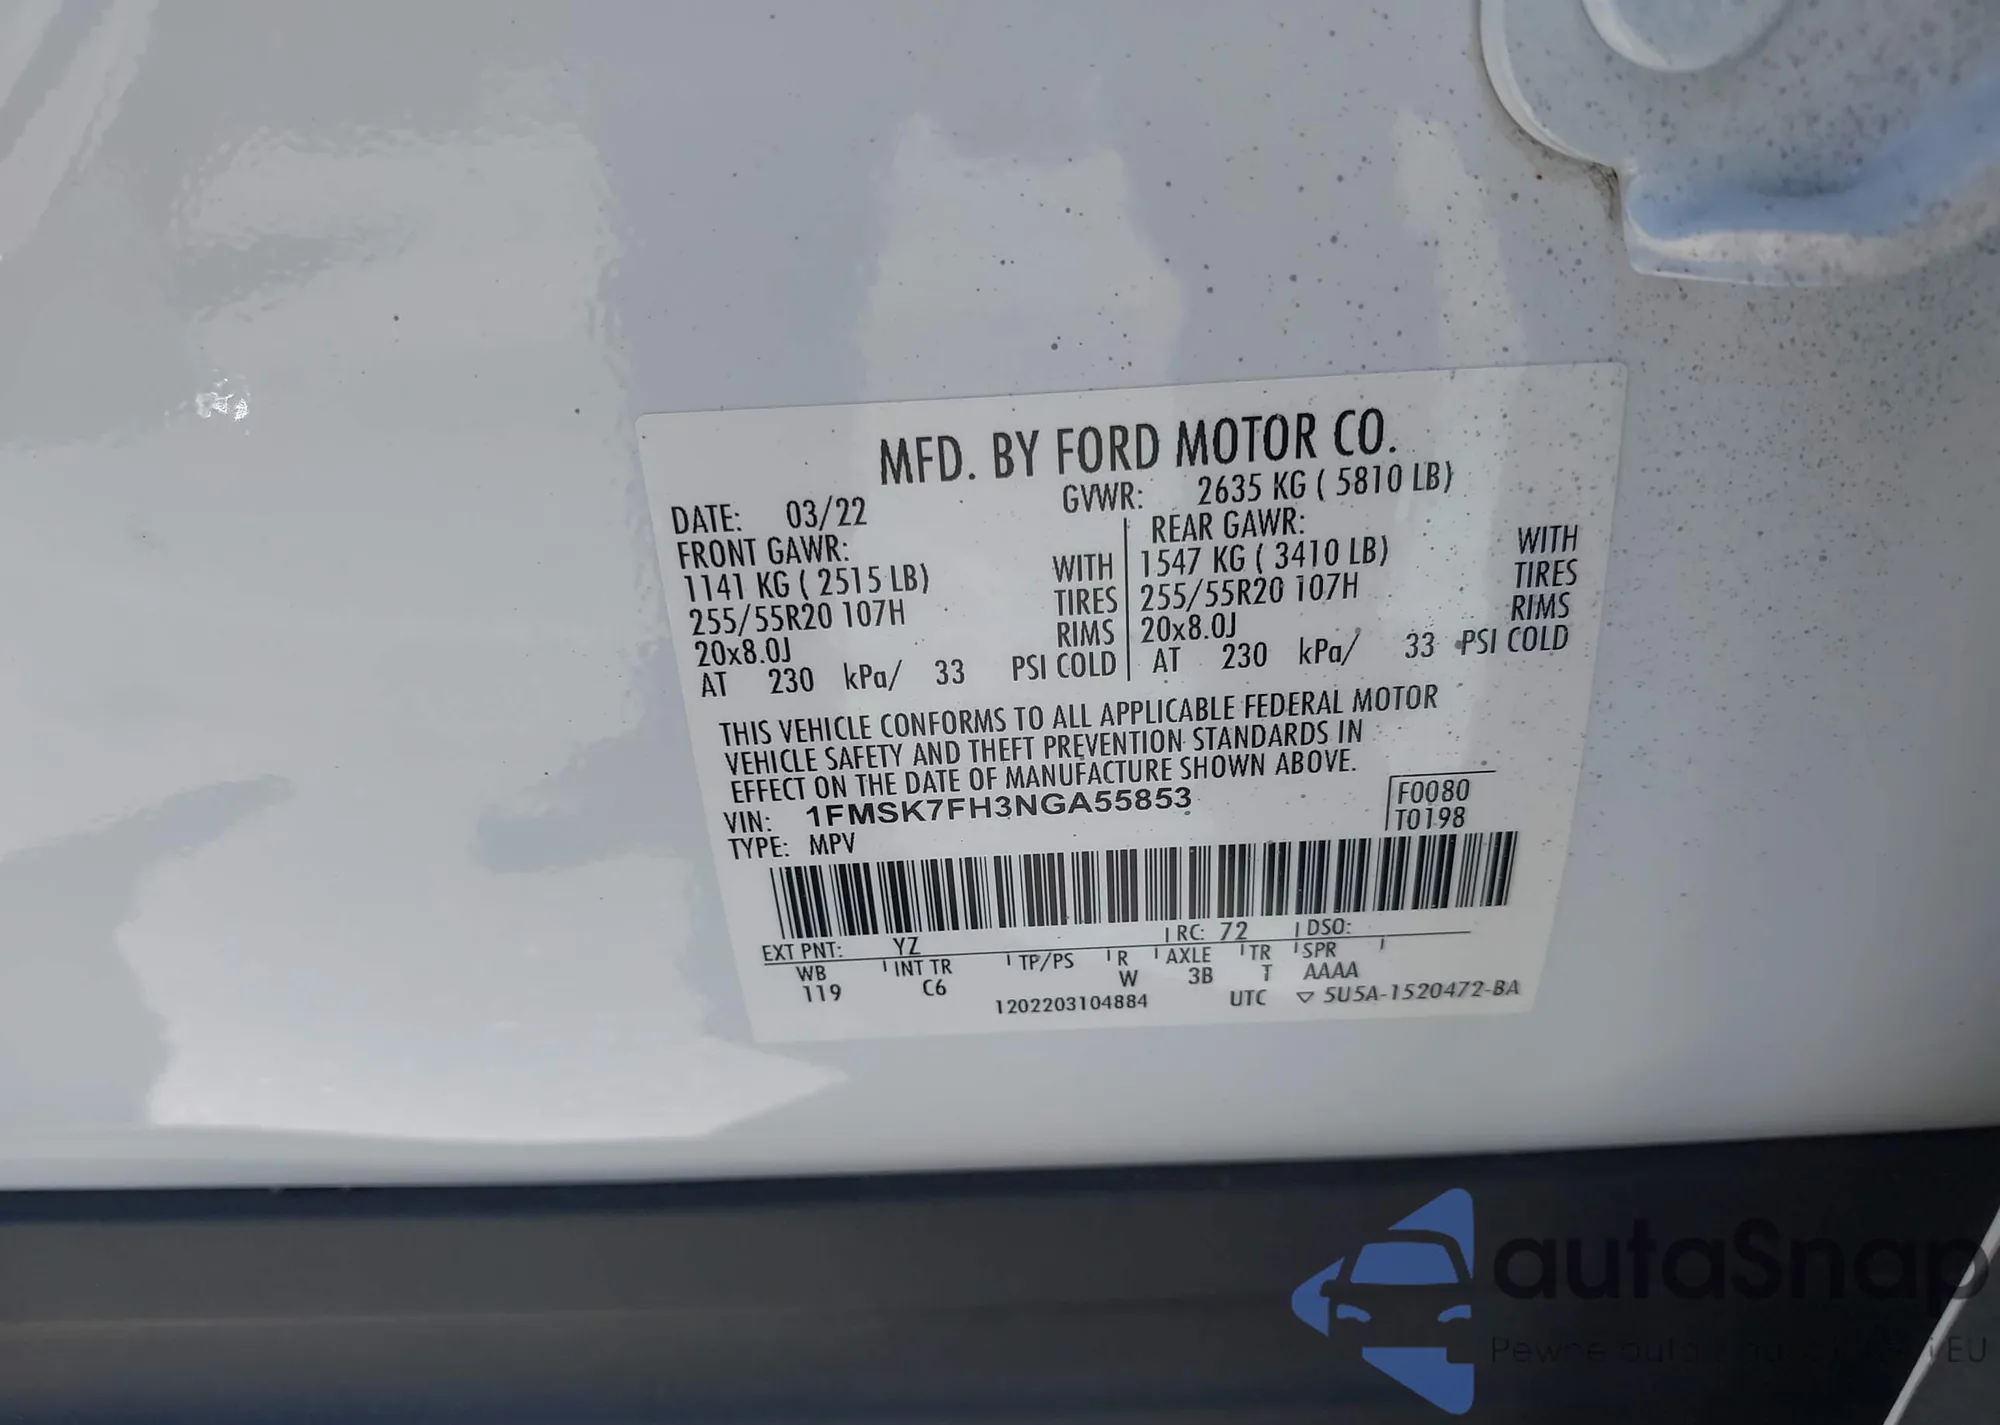 MFD. BY FORD MOTOR CO.
DATE: 03/22 GVWR: 2635 KG ( 5810 LB)
FRONT GAWR: REAR GAWR:
1141 KG ( 2515 LB) WITH 1547 KG ( 3410 LB) WITH
255/55R20 107H TIRES 255/55R20 107H TIRES
20x8.0J RIMS 20x8.0J RIMS
AT 230 kPa/ 33 PSI COLD AT 230 kPa/ 33 PSI COLD
THIS VEHICLE CONFORMS TO ALL APPLICABLE FEDERAL MOTOR
VEHICLE SAFETY AND THEFT PREVENTION STANDARDS IN
EFFECT ON THE DATE OF MANUFACTURE SHOWN ABOVE.
VIN: 1FMSK7FH3NGA55853 F0080
TYPE: MPV T0198
EXT PNT: YZ RC: 72 DSO:
WB INT TR TP/PS R AXLE TR SPR
119 C6 W 3B T AAAA
1202203104884 UTC ▽ 5U5A-1520472-BA
autaSnap
EU